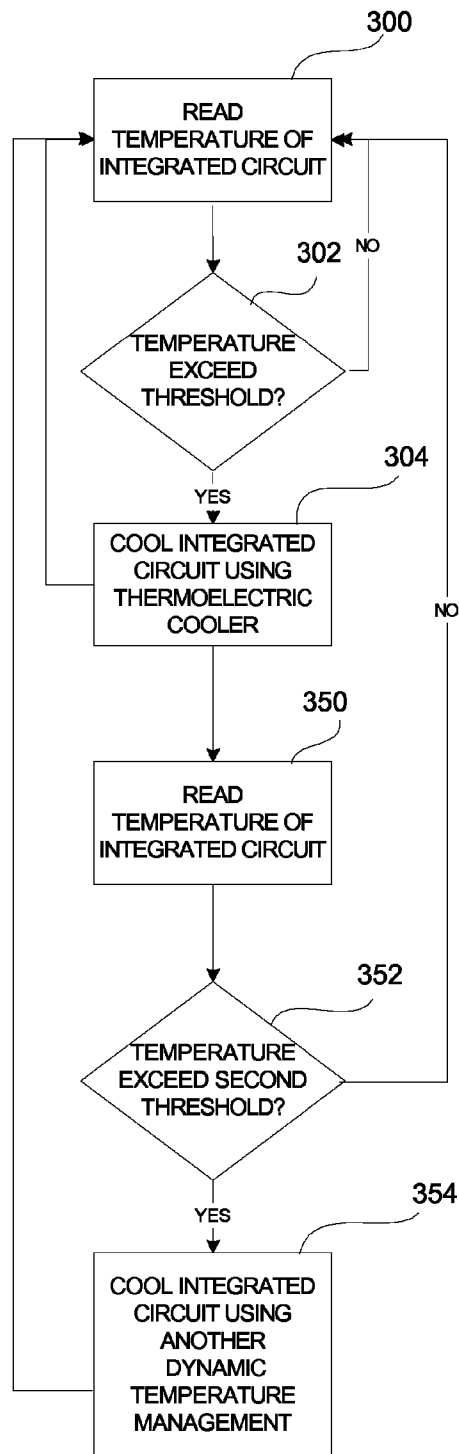 300
READ
TEMPERATURE OF
INTEGRATED CIRCUIT
302
NO
TEMPERATURE
EXCEED
THRESHOLD?
YES
304
COOL INTEGRATED
CIRCUIT USING
THERMOELECTRIC
COOLER
NO
350
READ
TEMPERATURE OF
INTEGRATED CIRCUIT
352
TEMPERATURE
EXCEED SECOND
THRESHOLD?
YES
354
COOL INTEGRATED
CIRCUIT USING
ANOTHER
DYNAMIC
TEMPERATURE
MANAGEMENT